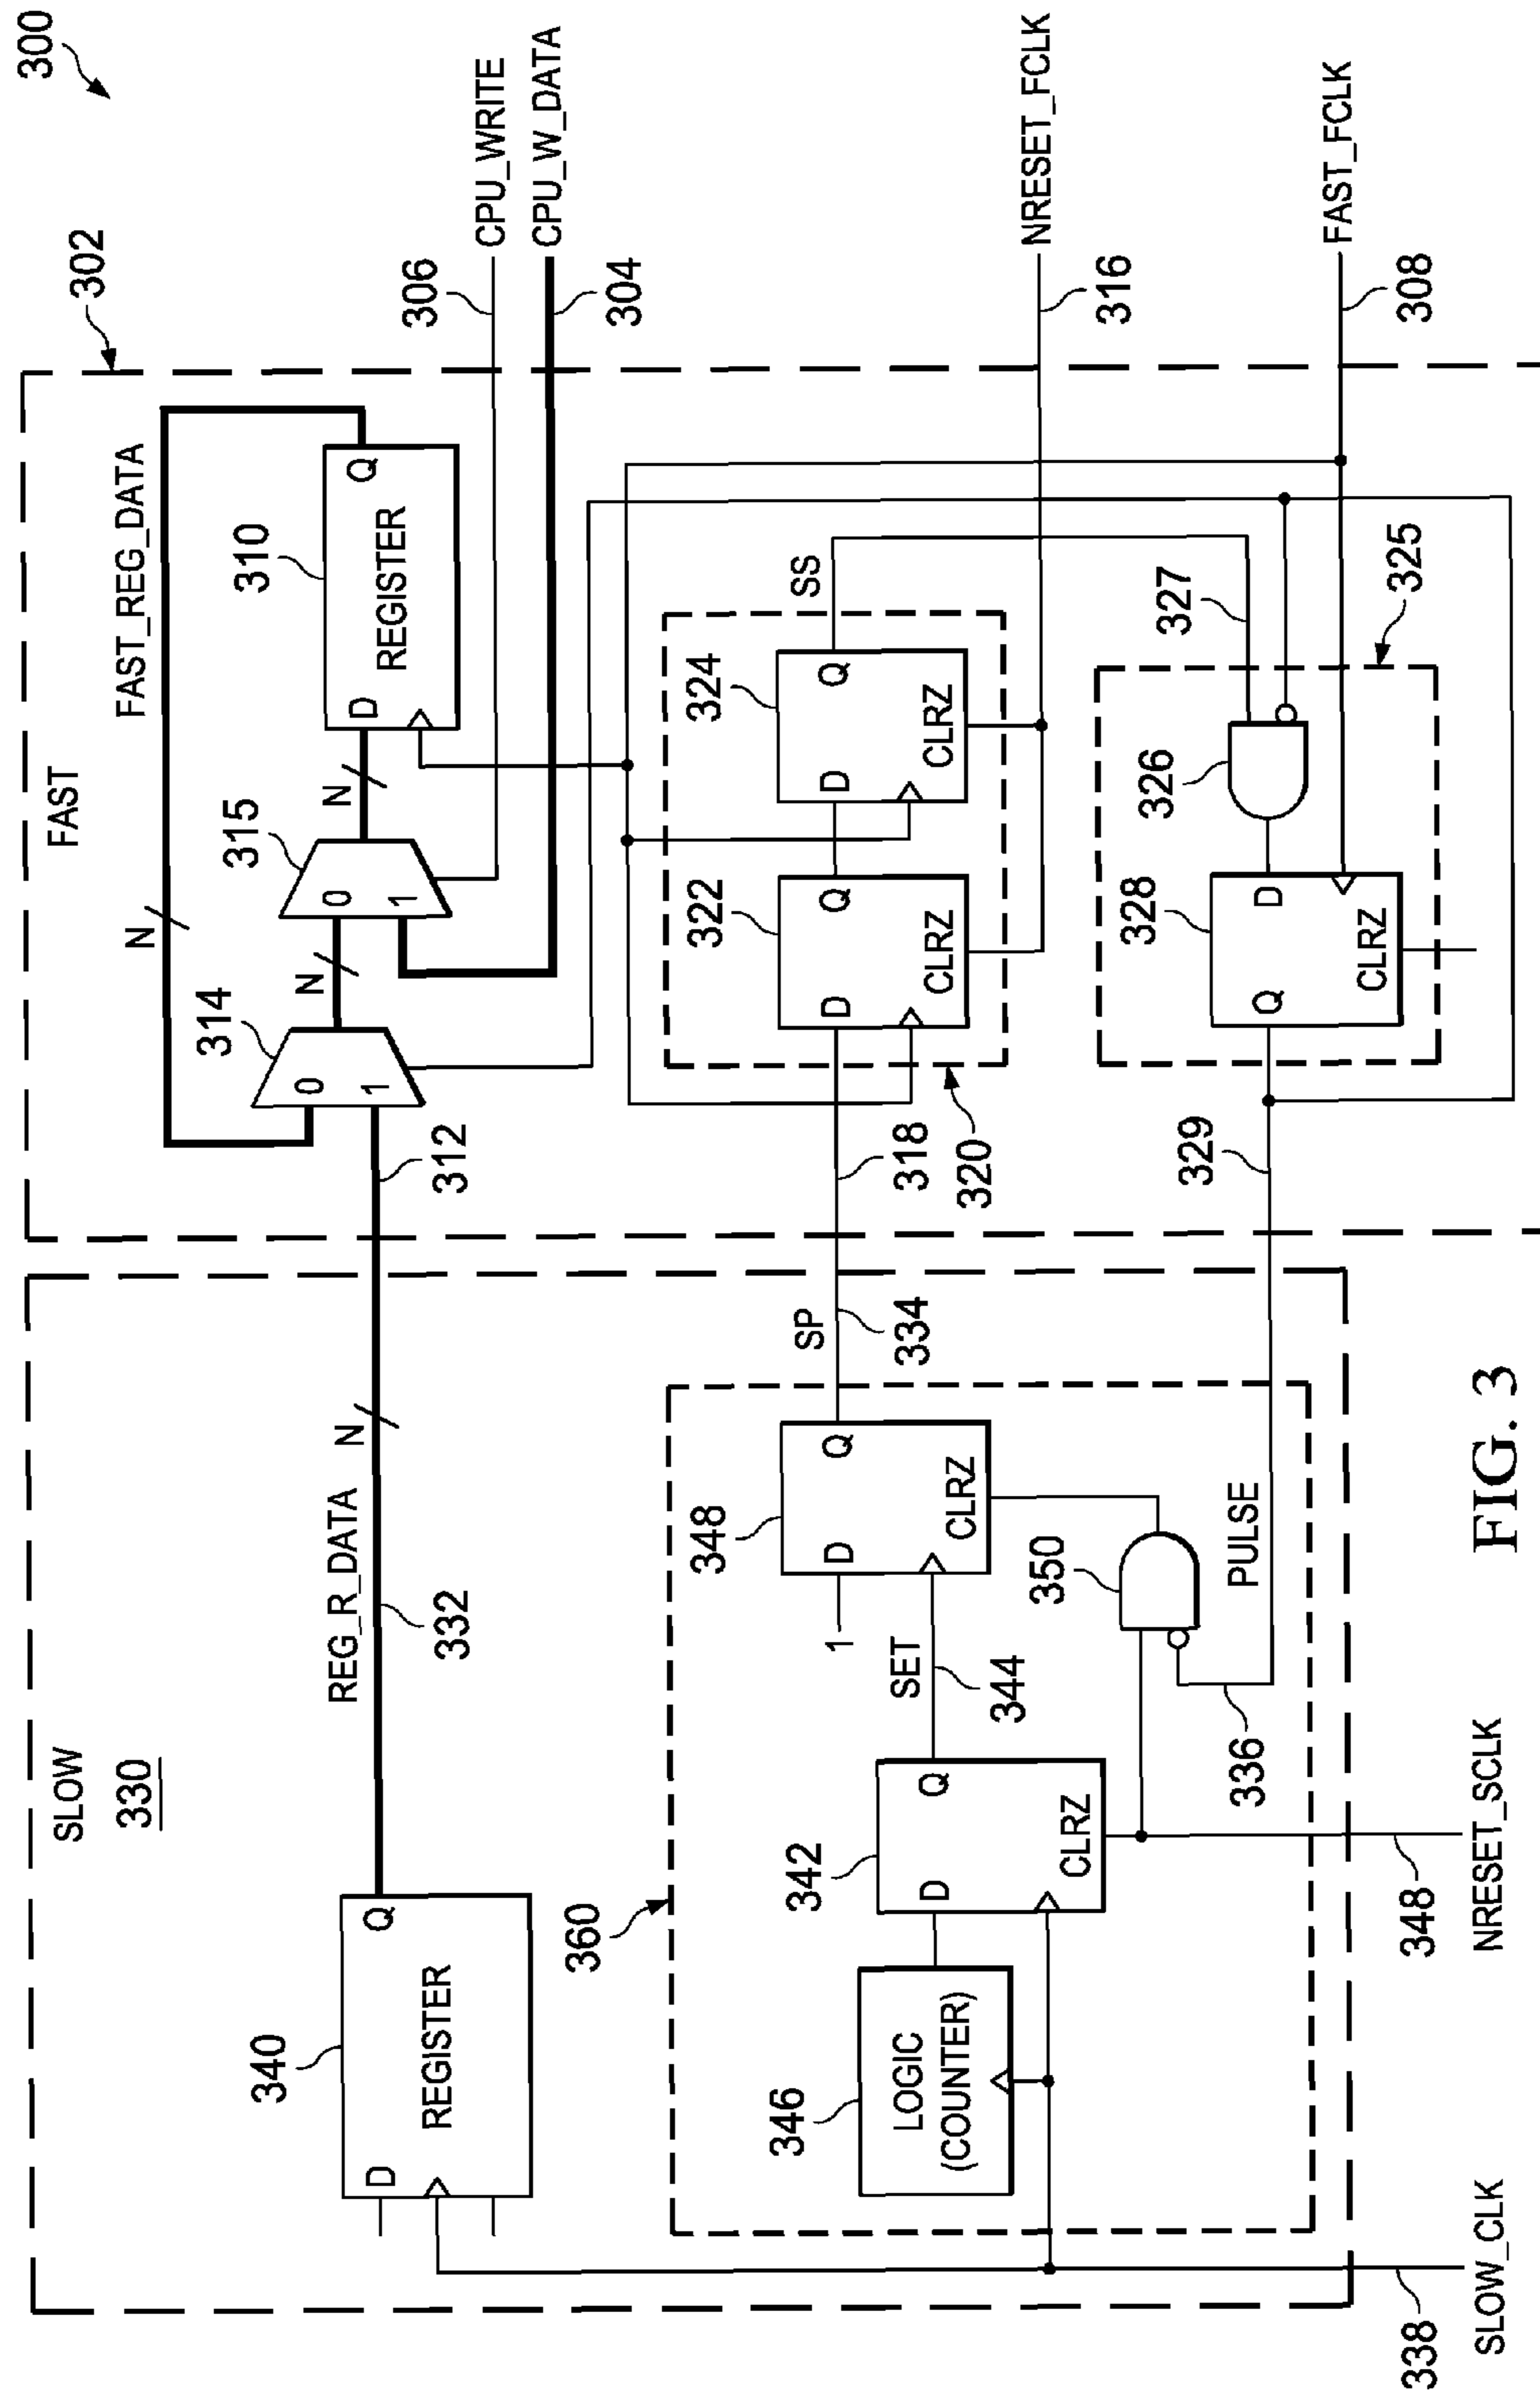 300
FAST
302
FAST_REG_DATA
N
310
D
REGISTER
Q
314
0
1
N
315
0
1
N
312
306
CPU_WRITE
304
CPU_W_DATA
322
D
Q
CLRZ
324
D
Q
CLRZ
SS
318
320
NRESET_FCLK
316
327
326
328
Q
D
CLRZ
325
329
FAST_FCLK
308
SLOW
330
340
D
REGISTER
Q
REG_R_DATA
332
N
360
346
LOGIC
(COUNTER)
342
D
Q
CLRZ
SET
344
348
1
D
Q
CLRZ
SP
334
350
PULSE
336
338
SLOW_CLK
348
NRESET_SCLK
FIG. 3